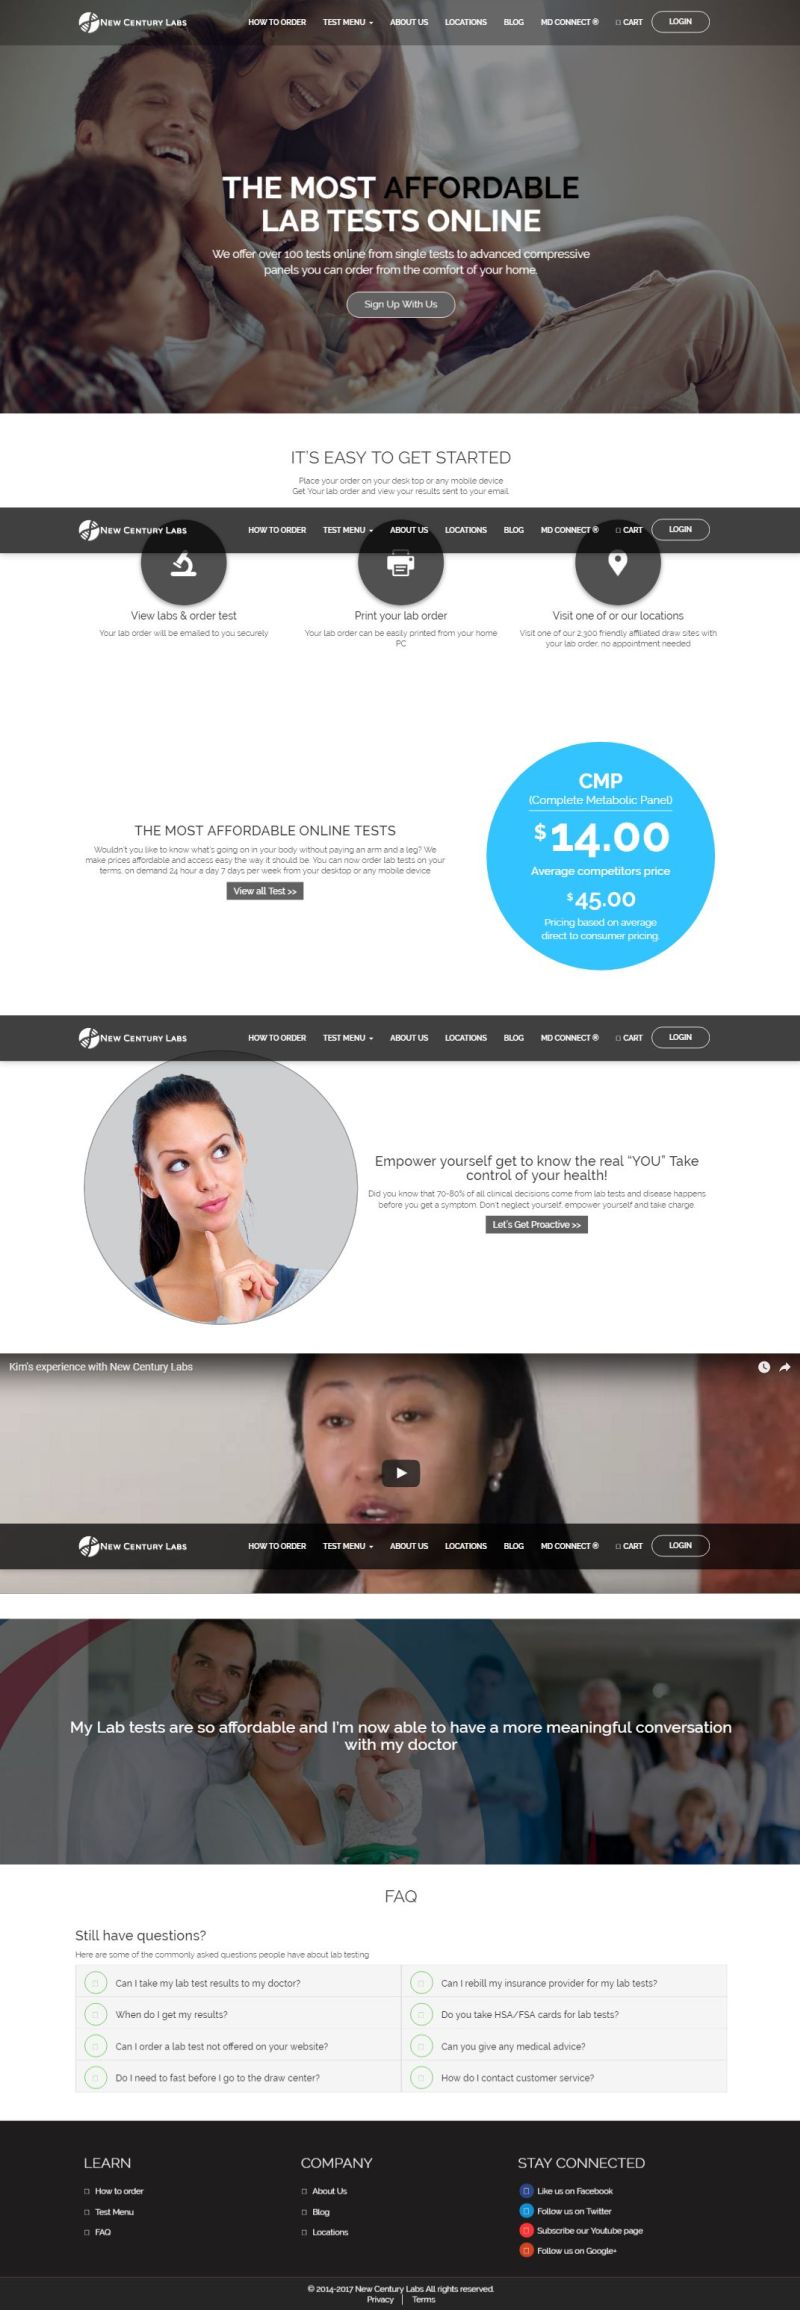 New Century Labs
HOW TO ORDER
TEST MENU
ABOUT US
LOCATIONS
BLOG
MD CONNECT ®
CART
LOGIN
THE MOST AFFORDABLE
LAB TESTS ONLINE
We offer over 100 tests online from single tests to advanced compressive
panels you can order from the comfort of your home.
Sign Up With Us
IT'S EASY TO GET STARTED
Place your order on your desk top or any mobile device
Get Your lab order and view your results sent to your email.
New Century Labs
HOW TO ORDER
TEST MENU
ABOUT US
LOCATIONS
BLOG
MD CONNECT ®
CART
LOGIN
View labs & order test
Your lab order will be emailed to you securely
Print your lab order
Your lab order can be easily printed from your home
PC
Visit one of or our locations
Visit one of our 2,300 friendly affiliated draw sites with
your lab order, no appointment needed
THE MOST AFFORDABLE ONLINE TESTS
Wouldn't you like to know what's going on in your body without paying an arm and a leg? We
make prices affordable and access easy the way it should be. You can now order lab tests on your
terms, on demand 24 hour a day 7 days per week from your desktop or any mobile device
View all Test >>
CMP
(Complete Metabolic Panel)
$14.00
Average competitors price
$45.00
Pricing based on average
direct to consumer pricing.
New Century Labs
HOW TO ORDER
TEST MENU
ABOUT US
LOCATIONS
BLOG
MD CONNECT ®
CART
LOGIN
Empower yourself get to know the real “YOU” Take
control of your health!
Did you know that 70-80% of all clinical decisions come from lab tests and disease happens
before you get a symptom. Don't neglect yourself, empower yourself and take charge.
Let's Get Proactive >>
Kim's experience with New Century Labs
New Century Labs
HOW TO ORDER
TEST MENU
ABOUT US
LOCATIONS
BLOG
MD CONNECT ®
CART
LOGIN
My Lab tests are so affordable and I'm now able to have a more meaningful conversation
with my doctor
FAQ
Still have questions?
Here are some of the commonly asked questions people have about lab testing
Can I take my lab test results to my doctor?
Can I rebill my insurance provider for my lab tests?
When do I get my results?
Do you take HSA/FSA cards for lab tests?
Can I order a lab test not offered on your website?
Can you give any medical advice?
Do I need to fast before I go to the draw center?
How do I contact customer service?
LEARN
How to order
Test Menu
FAQ
COMPANY
About Us
Blog
Locations
STAY CONNECTED
Like us on Facebook
Follow us on Twitter
Subscribe our Youtube page
Follow us on Google+
© 2014-2017 New Century Labs All rights reserved.
Privacy | Terms